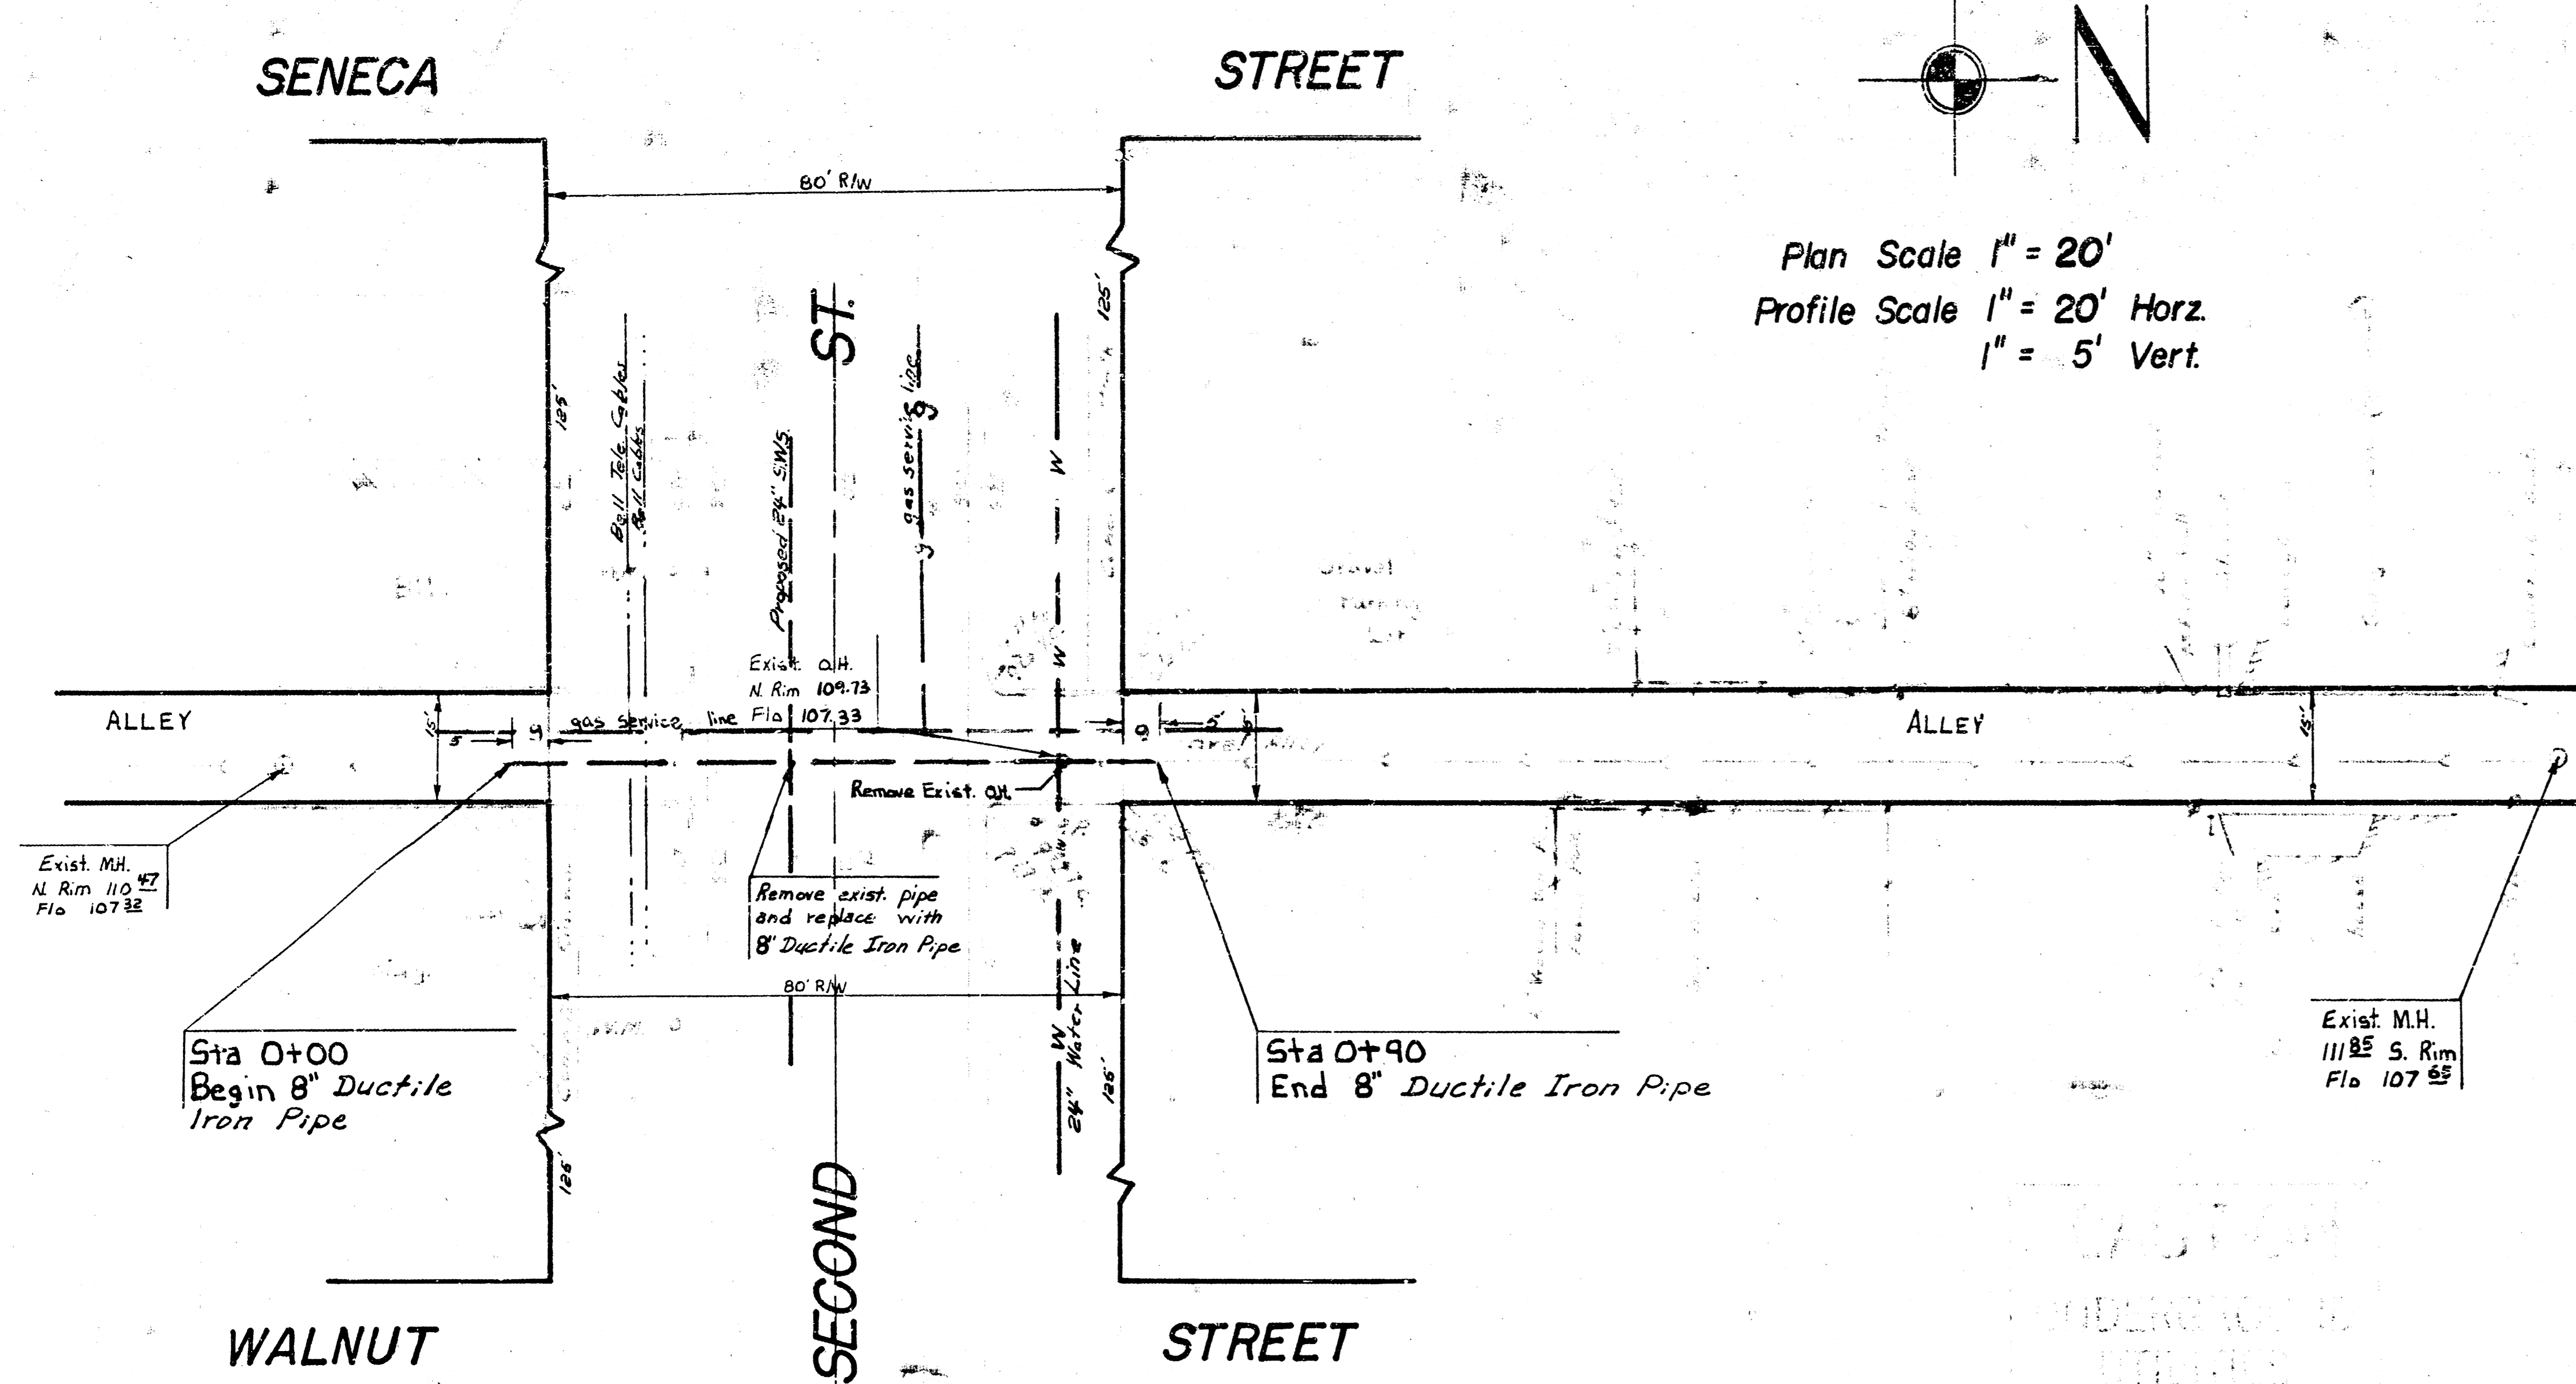 SENECA STREET
N
80' R/W
Plan Scale 1" = 20'
Profile Scale 1" = 20' Horz.
1" = 5' Vert.
ST.
125'
125'
Bell Tele. Cables
Bell Cables
Proposed 24" S.W.S.
gas service line
g
g
W
W
Exist. O.H.
N. Rim 109.73
Flo 107.33
ALLEY
15'
5'
g
gas service line
g
5'
ALLEY
15'
Remove Exist. O.H.
Exist. M.H.
N. Rim 110.47
Flo 107.32
Remove exist. pipe
and replace with
8" Ductile Iron Pipe
80' R/W
W
24" Water Line
125'
125'
Sta 0+00
Begin 8" Ductile
Iron Pipe
Sta 0+90
End 8" Ductile Iron Pipe
Exist. M.H.
111.85 S. Rim
Flo 107.65
SECOND
WALNUT STREET